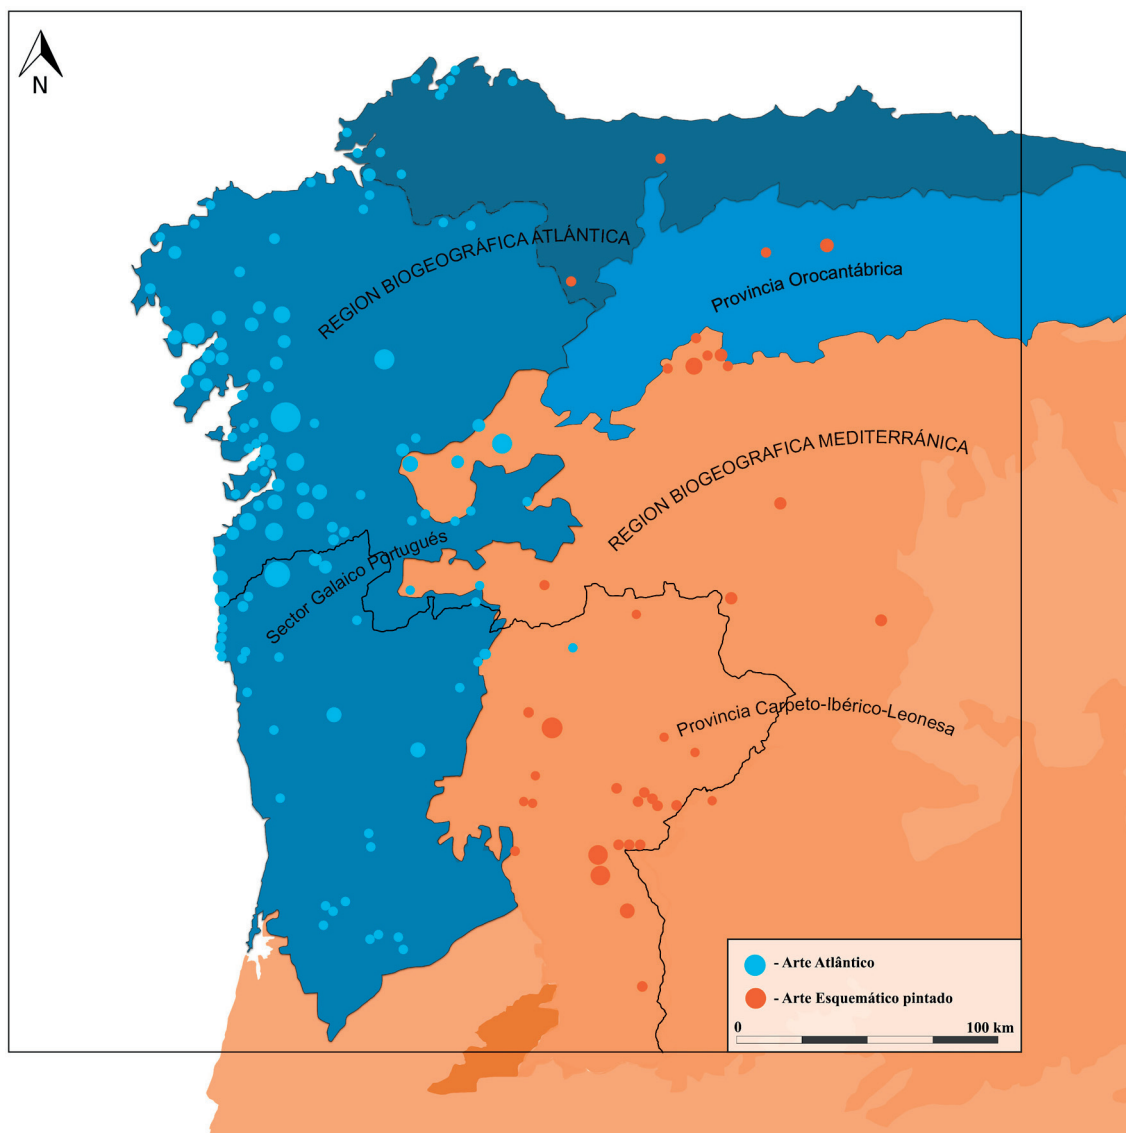 N
REGION BIOGEOGRÁFICA ATLÁNTICA
Provincia Orocantábrica
REGION BIOGEOGRAFICA MEDITERRÁNICA
Sector Galaico Portugués
Provincia Carpeto-Ibérico-Leonesa
- Arte Atlântico
- Arte Esquemático pintado
0 100 km